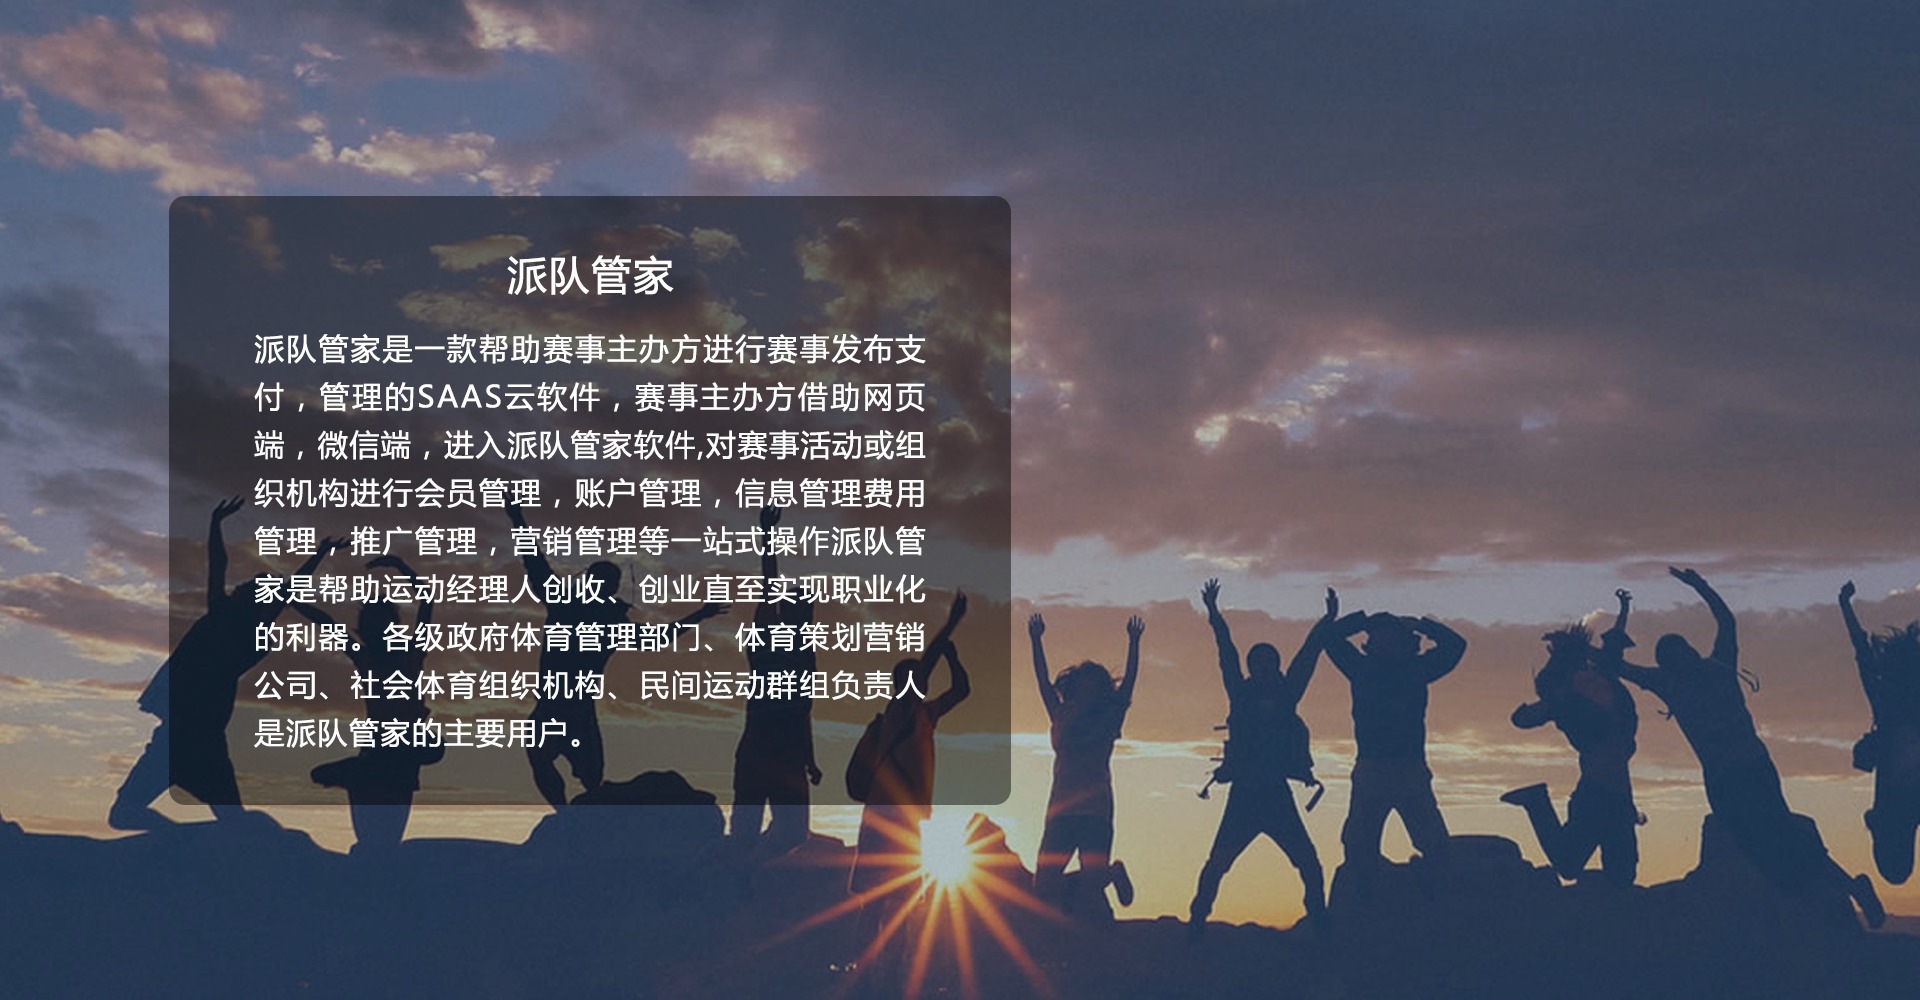 派队管家
派队管家是一款帮助赛事主办方进行赛事发布支
付，管理的SAAS云软件，赛事主办方借助网页
端，微信端，进入派队管家软件,对赛事活动或组
织机构进行会员管理，账户管理，信息管理费用
管理，推广管理，营销管理等一站式操作派队管
家是帮助运动经理人创收、创业直至实现职业化
的利器。各级政府体育管理部门、体育策划营销
公司、社会体育组织机构、民间运动群组负责人
是派队管家的主要用户。